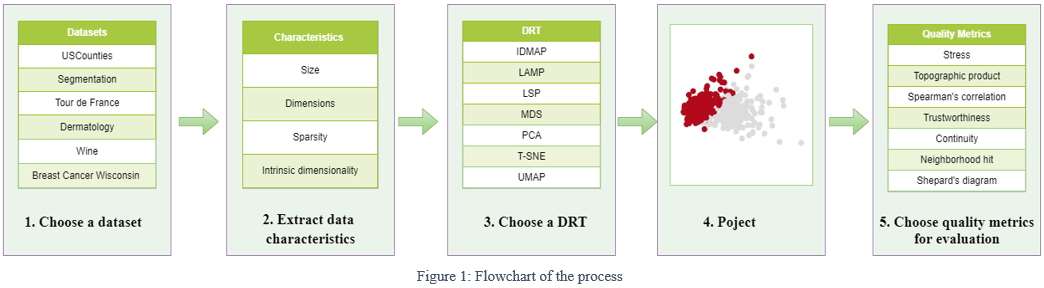 Datasets
USCounties
Segmentation
Tour de France
Dermatology
Wine
Breast Cancer Wisconsin
1. Choose a dataset
Characteristics
Size
Dimensions
Sparsity
Intrinsic dimensionality
2. Extract data
characteristics
DRT
IDMAP
LAMP
LSP
MDS
PCA
T-SNE
UMAP
3. Choose a DRT
4. Poject
Quality Metrics
Stress
Topographic product
Spearman's correlation
Trustworthiness
Continuity
Neighborhood hit
Shepard's diagram
5. Choose quality metrics
for evaluation
Figure 1: Flowchart of the process